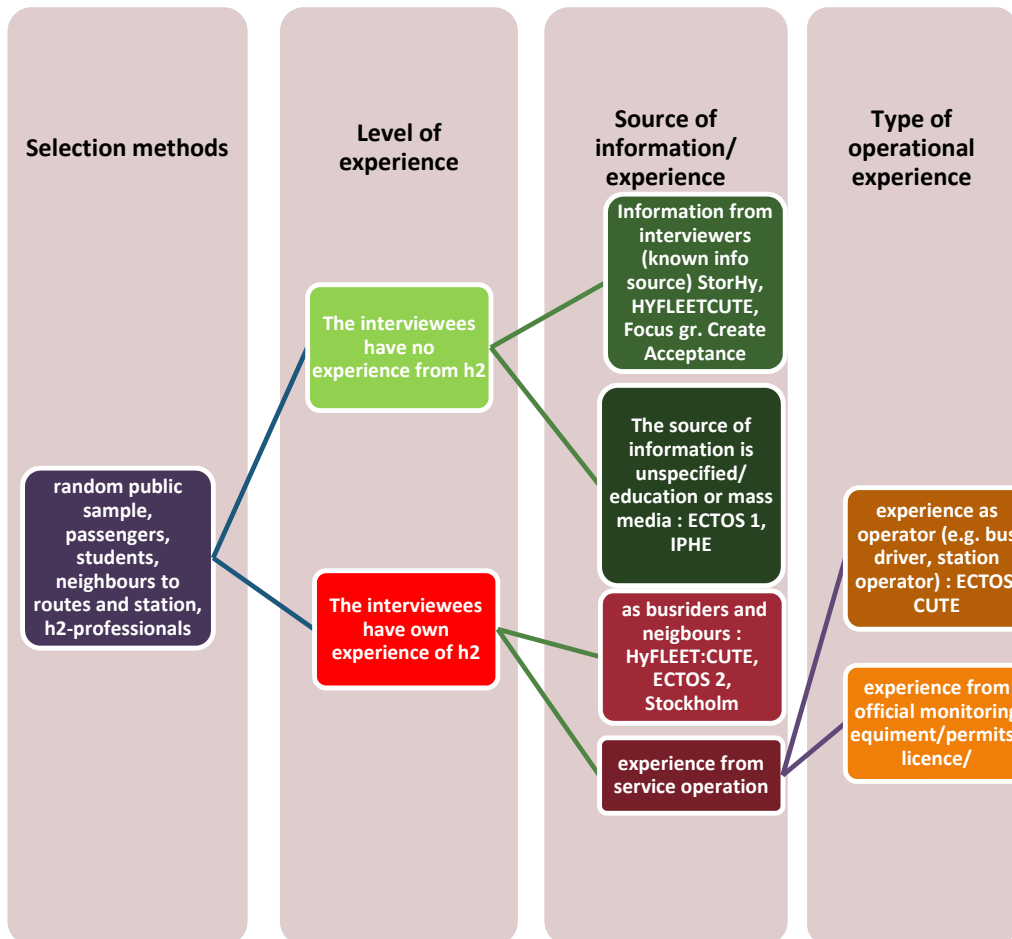 Selection methods
Level of
experience
Source of
information/
experience
Type of
operational
experience
random public
sample,
passengers,
students,
neighbours to
routes and station,
h2-professionals
The interviewees
have no
experience from h2
The interviewees
have own
experience of h2
Information from
interviewers
(known info
source) StorHy,
HYFLEETCUTE,
Focus gr. Create
Acceptance
The source of
information is
unspecified/
education or mass
media : ECTOS 1,
IPHE
as busriders and
neigbours :
HyFLEET:CUTE,
ECTOS 2,
Stockholm
experience from
service operation
experience as
operator (e.g. bus
driver, station
operator) : ECTOS
CUTE
experience from
official monitoring
equiment/permits
licence/